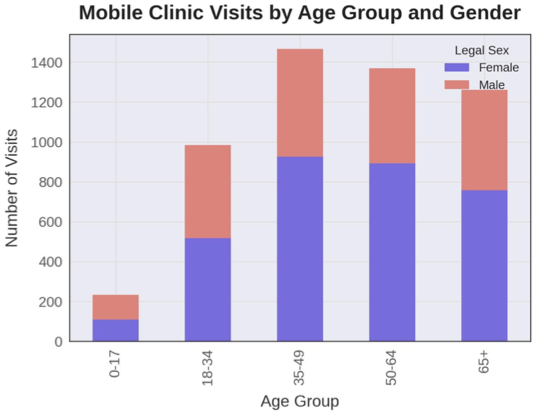 Mobile Clinic Visits by Age Group and Gender
Number of Visits
1400
1200
1000
800
600
400
200
0
Legal Sex
Female
Male
0-17
18-34
35-49
50-64
65+
Age Group